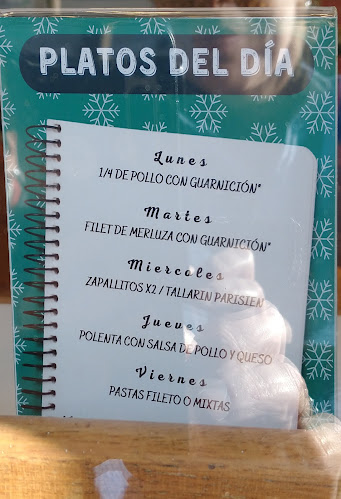 PLATOS DEL DÍA
Lunes
1/4 DE POLLO CON GUARNICIÓN*
Martes
FILET DE MERLUZA CON GUARNICIÓN*
Miercoles
ZAPALLITOS X2 / TALLARIN PARISIEN
Jueves
POLENTA CON SALSA DE POLLO Y QUESO
Viernes
PASTAS FILETO O MIXTAS